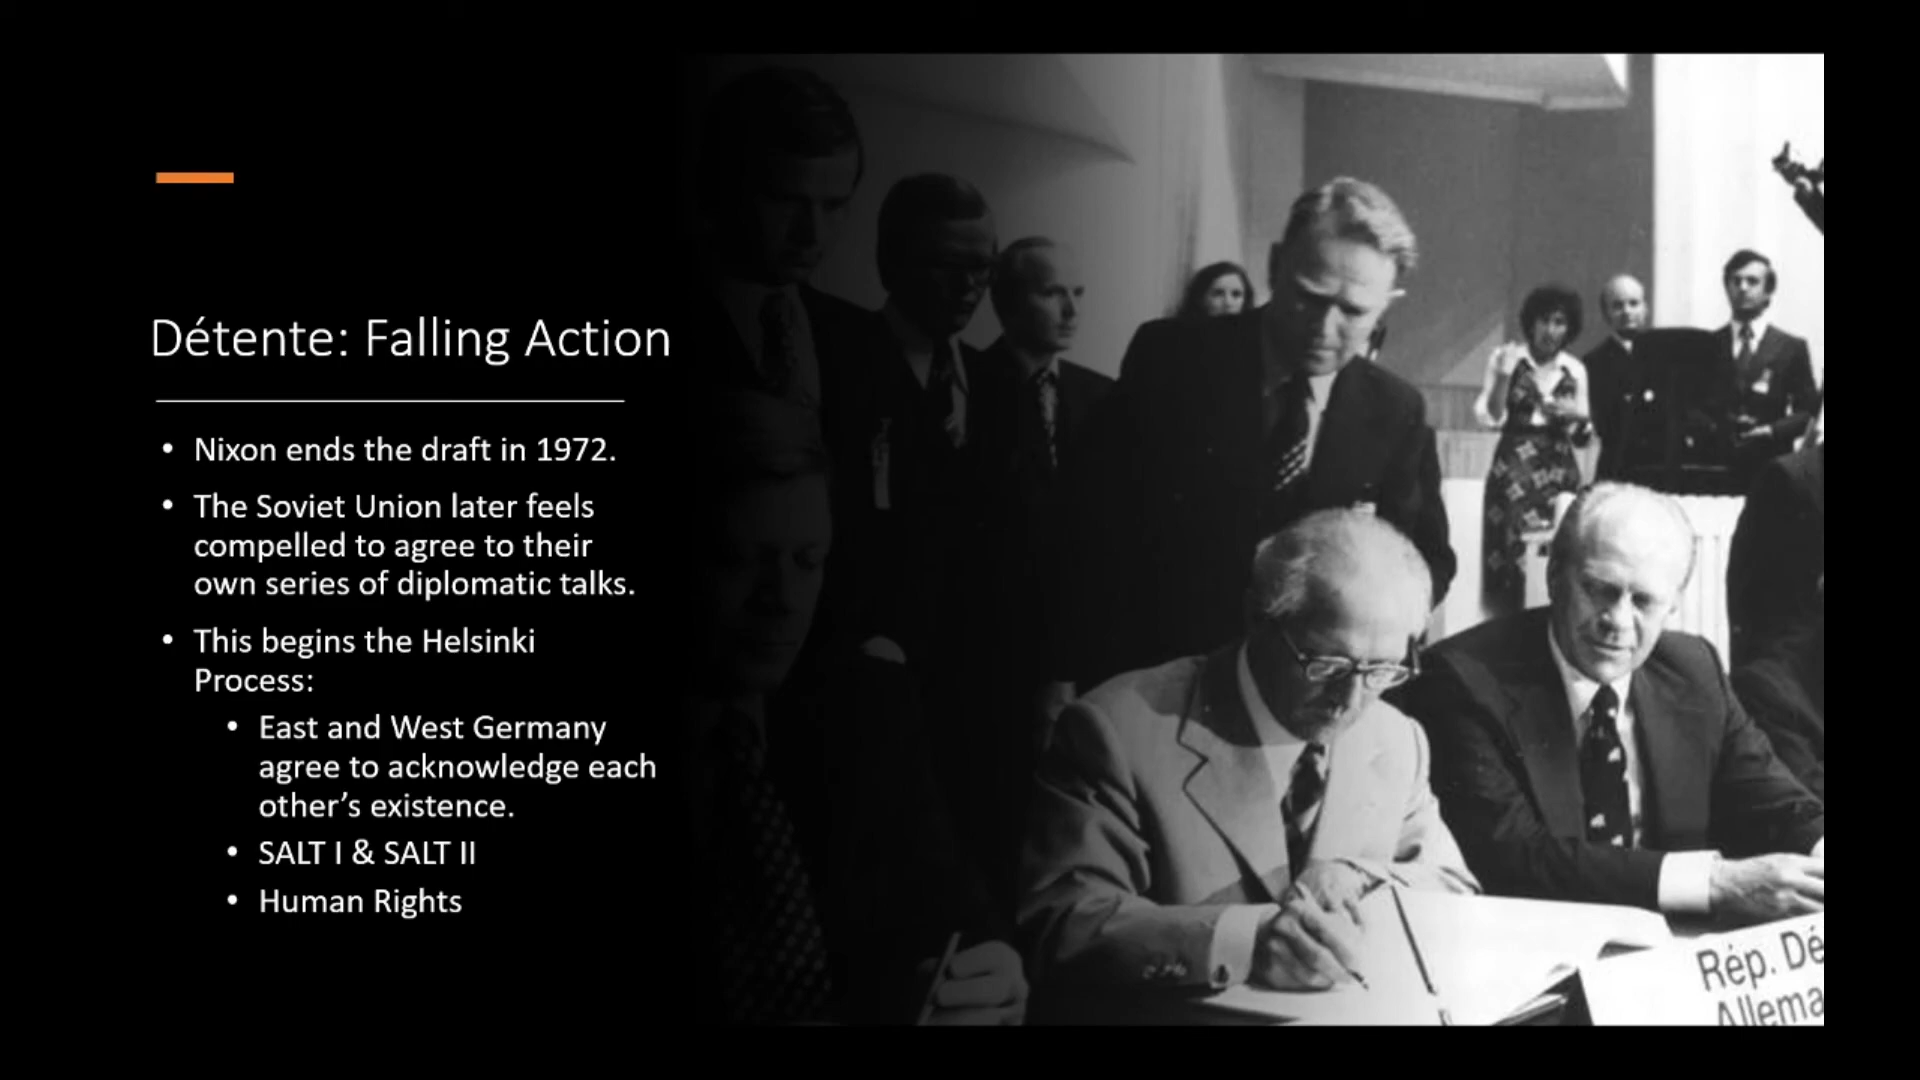 Détente: Falling Action
• Nixon ends the draft in 1972.
• The Soviet Union later feels
compelled to agree to their
own series of diplomatic talks.
• This begins the Helsinki
Process:
• East and West Germany
agree to acknowledge each
other’s existence.
• SALT I & SALT II
• Human Rights
Rép. Dé
Allema